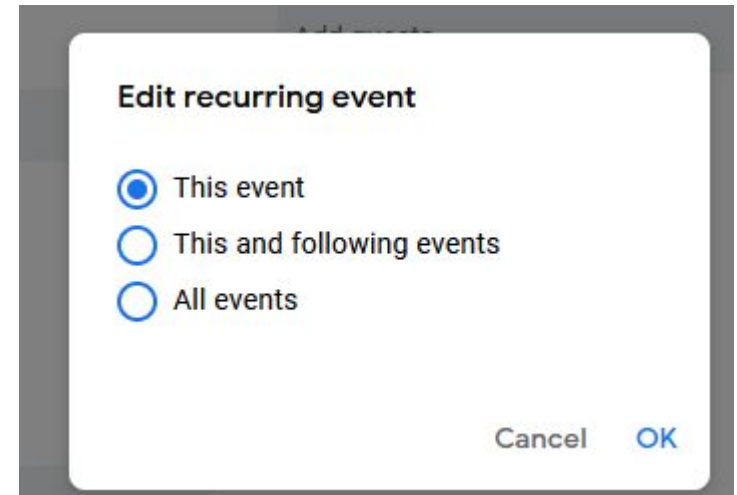 Edit recurring event
This event
This and following events
All events
Cancel OK